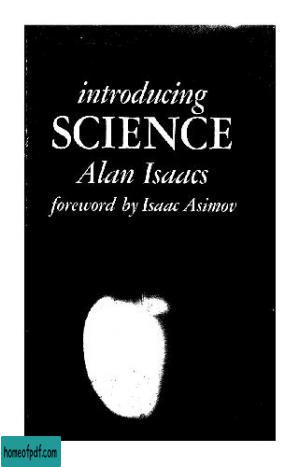 introducing
SCIENCE
Alan Isaacs
foreword by Isaac Asimov
homeofpdf.com